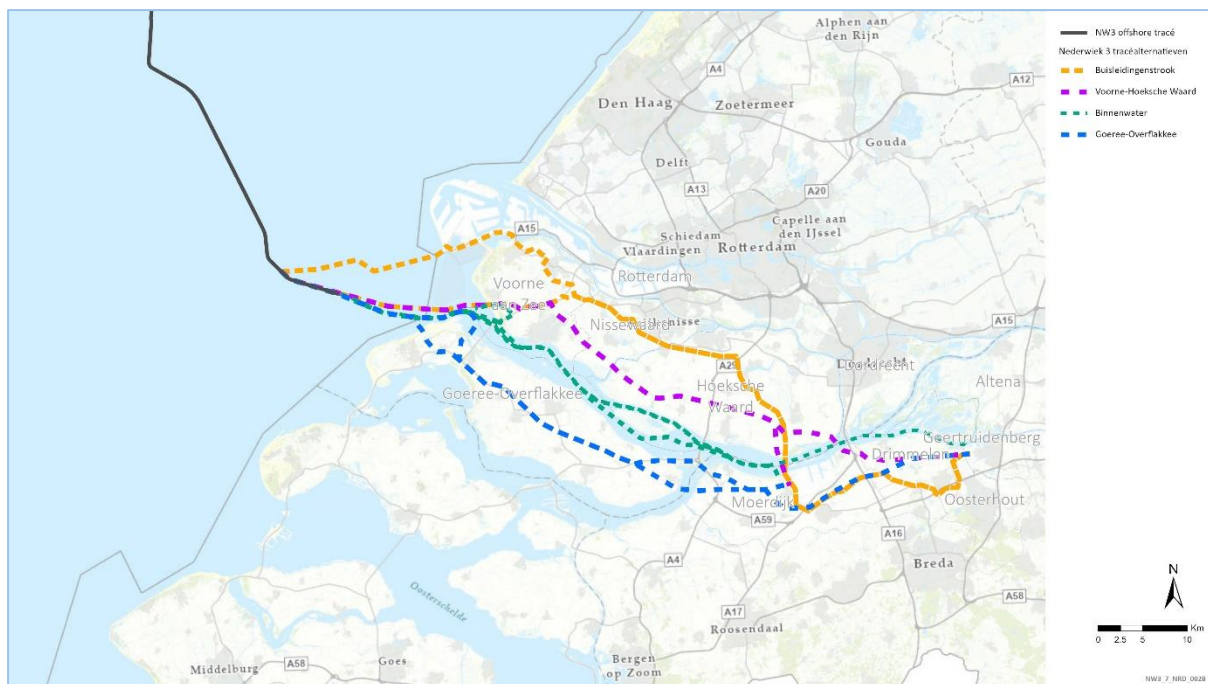 Alphen aan
den Rijn
A4
A12
Den Haag
Zoetermeer
Gouda
Delft
A13
A20
Capelle aan
den IJssel
Schiedam
Vlaardingen
Rotterdam
A15
Rotterdam
Voorne
aan Zee
Nissewaard
A15
A29
Dordrecht
Hoeksche
Waard
Altena
Goeree-Overflakkee
Geertruidenberg
Drimmelen
Oosterhout
Moerdijk
A59
A16
A4
Breda
Oosterschelde
A17
A58
Roosendaal
Middelburg
A58
Goes
Bergen
op Zoom
NW3 offshore tracé
Nederwiek 3 tracéalternatieven
Buisleidingenstrook
Voorne-Hoeksche Waard
Binnenwater
Goeree-Overflakkee
N
Km
0 2.5 5 10
NW3_7_NRD_0028